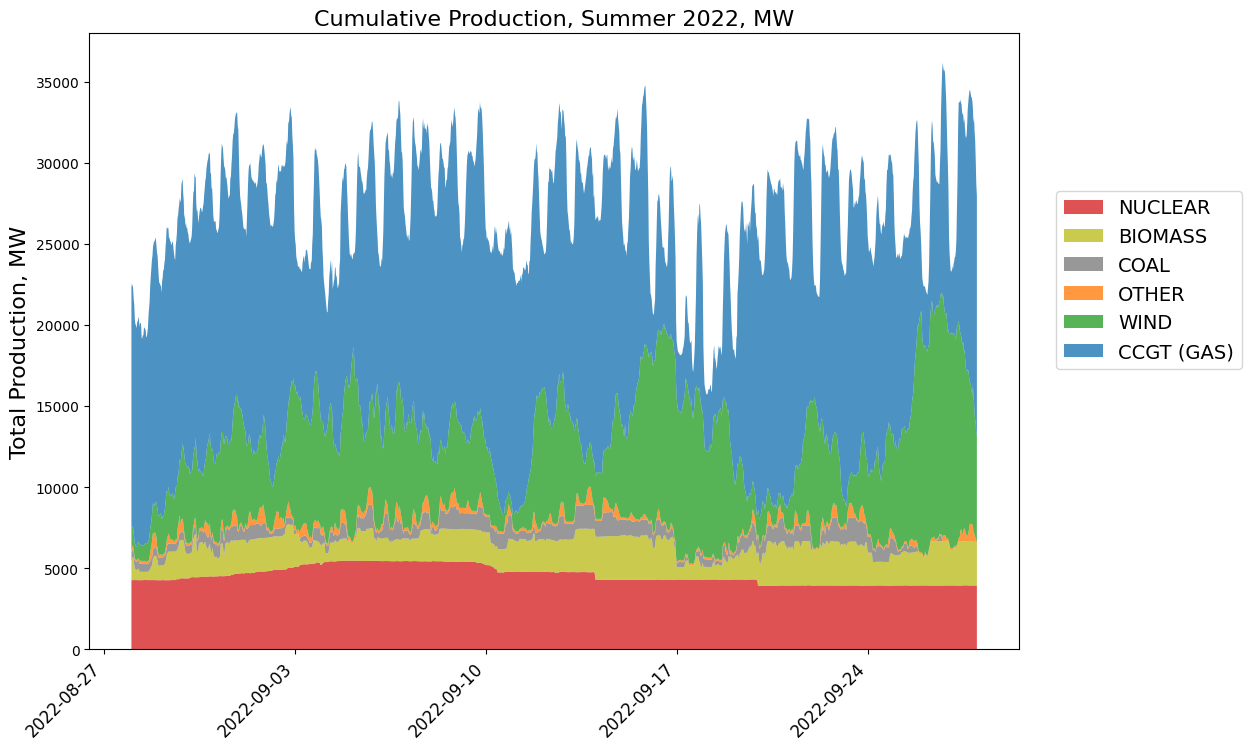 Cumulative Production, Summer 2022, MW
Total Production, MW
35000
30000
25000
20000
15000
10000
5000
0
2022-08-27
2022-09-03
2022-09-10
2022-09-17
2022-09-24
NUCLEAR
BIOMASS
COAL
OTHER
WIND
CCGT (GAS)